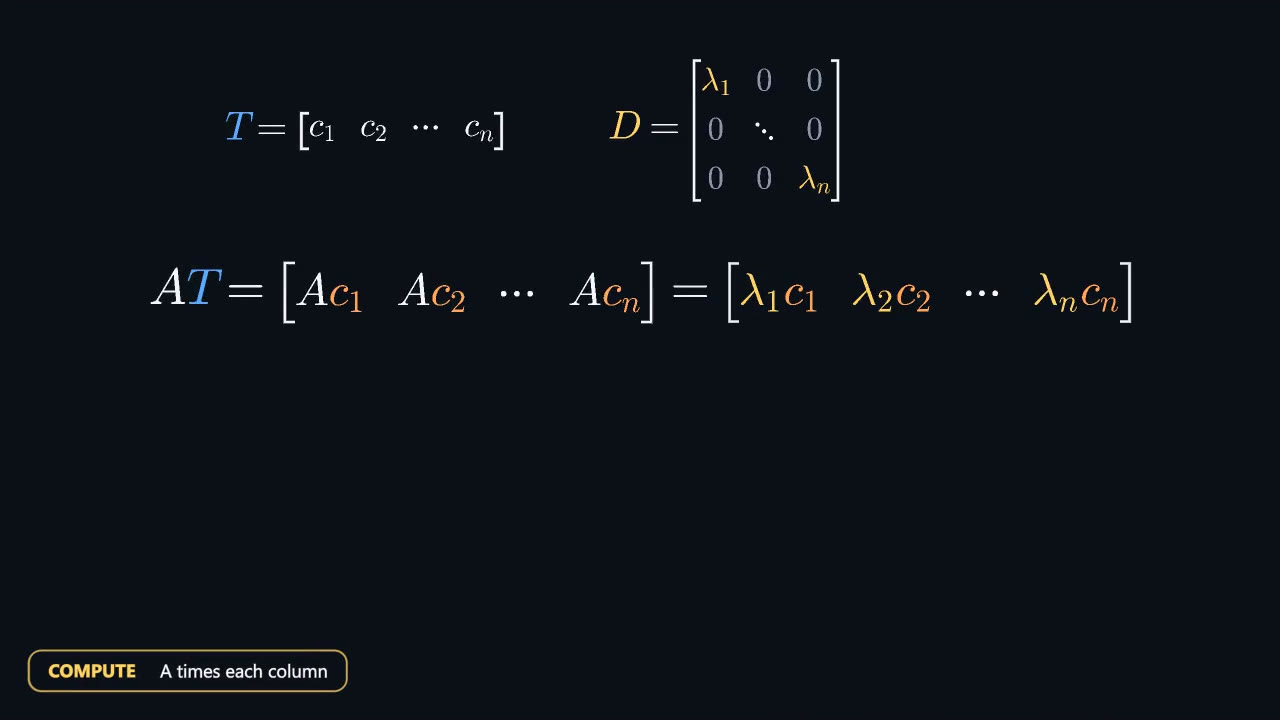 T = [c₁ c₂ ⋯ cₙ]
D = [λ₁ 0 0
0 ⋱ 0
0 0 λₙ]
AT = [Ac₁ Ac₂ ⋯ Acₙ] = [λ₁c₁ λ₂c₂ ⋯ λₙcₙ]
COMPUTE A times each column